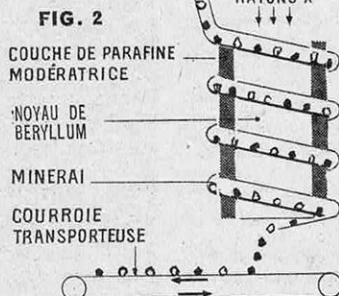 RAYONS X
FIG. 2
COUCHE DE PARAFINE
MODÉRATRICE
NOYAU DE
BERYLLUM
MINERAI
COURROIE
TRANSPORTEUSE